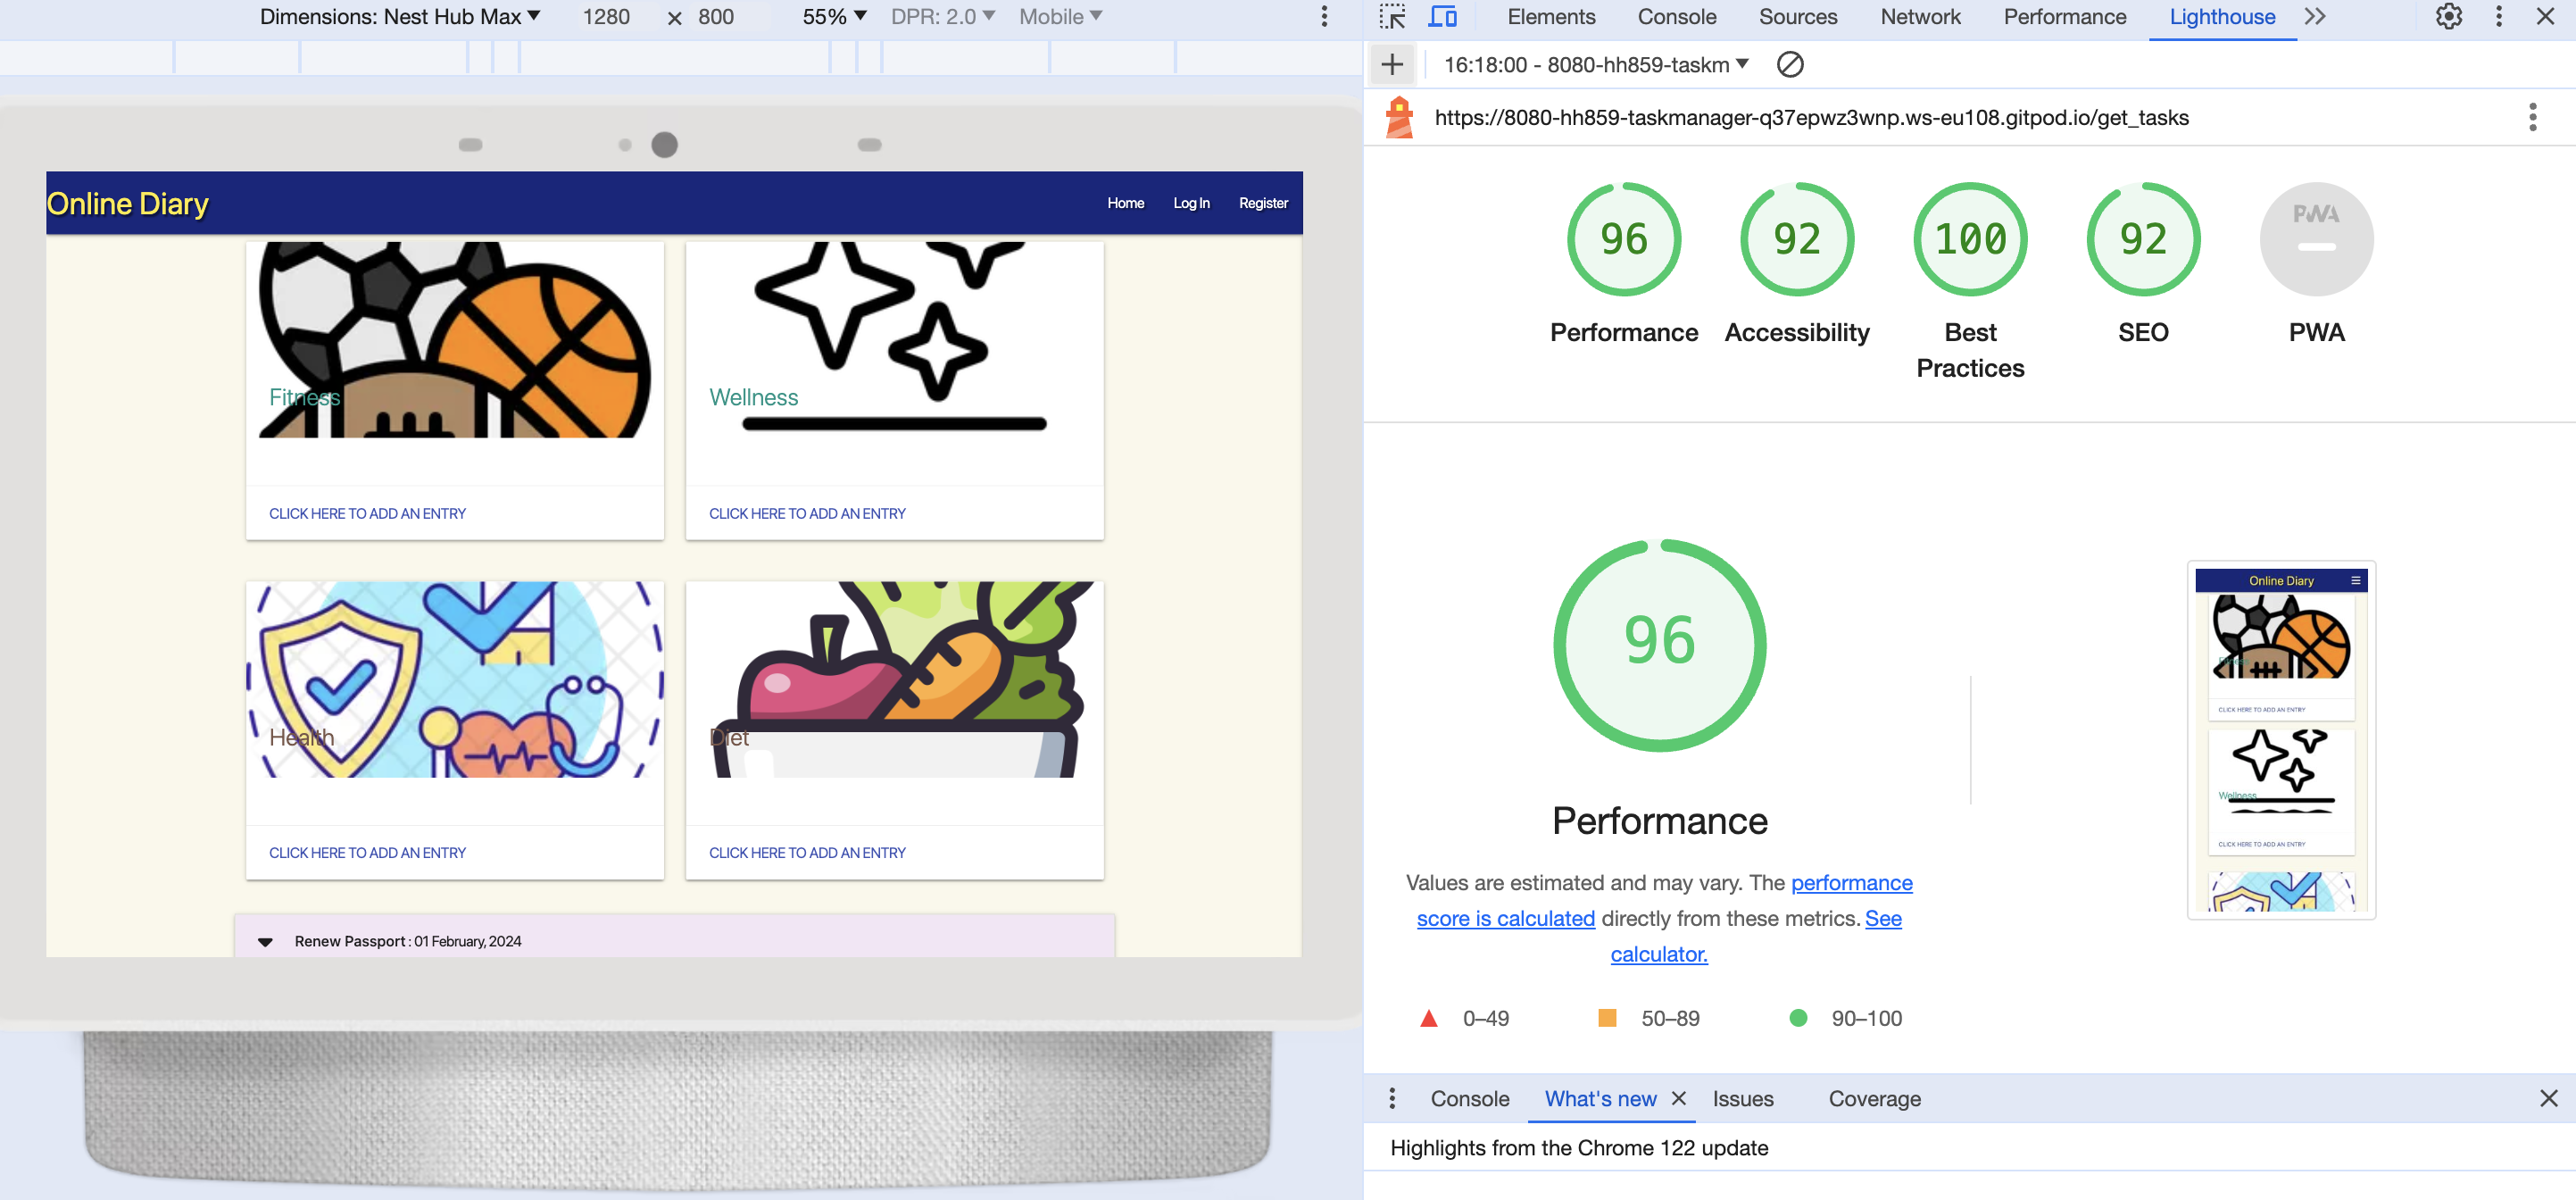 Dimensions: Nest Hub Max 1280 × 800 55% DPR: 2.0 Mobile
Online Diary
Home Log In Register
Fitness
Wellness
CLICK HERE TO ADD AN ENTRY
CLICK HERE TO ADD AN ENTRY
Health
Diet
CLICK HERE TO ADD AN ENTRY
CLICK HERE TO ADD AN ENTRY
Renew Passport : 01 February, 2024
Elements Console Sources Network Performance Lighthouse
16:18:00 - 8080-hh859-taskm
https://8080-hh859-taskmanager-q37epwz3wnp.ws-eu108.gitpod.io/get_tasks
96 92 100 92 PWA
Performance Accessibility Best Practices SEO PWA
96
Performance
Values are estimated and may vary. The performance
score is calculated directly from these metrics. See
calculator.
0–49 50–89 90–100
Online Diary
Fitness
CLICK HERE TO ADD AN ENTRY
Wellness
CLICK HERE TO ADD AN ENTRY
Console What's new Issues Coverage
Highlights from the Chrome 122 update